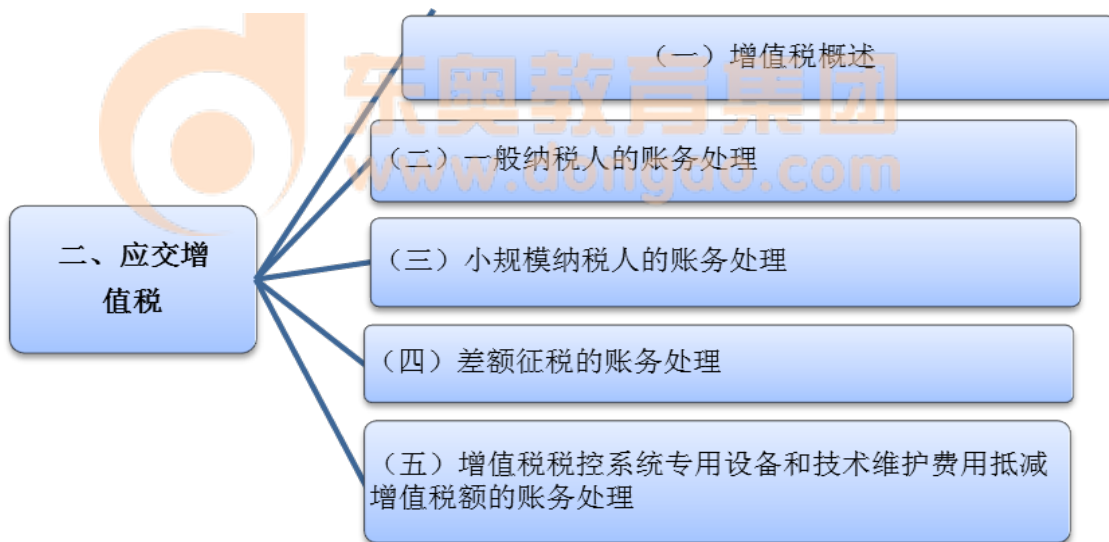 （一）增值税概述
东奥教育集团
www.dongao.com
（二）一般纳税人的账务处理
二、应交增
值税
（三）小规模纳税人的账务处理
（四）差额征税的账务处理
（五）增值税税控系统专用设备和技术维护费用抵减
增值税额的账务处理